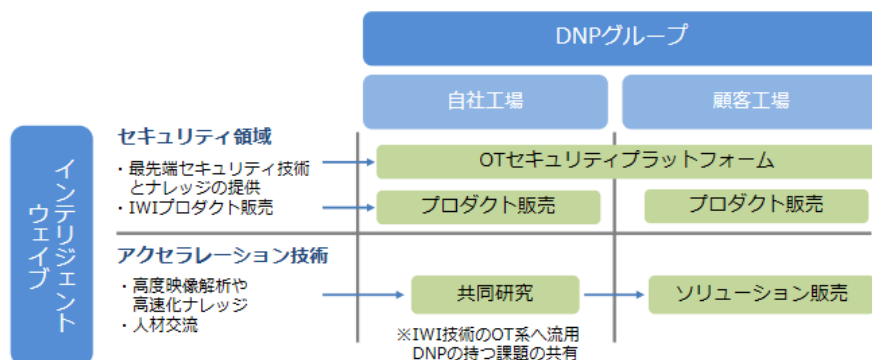 DNPグループ
自社工場
顧客工場
インテリジェント
ウェイブ
セキュリティ領域
・最先端セキュリティ技術
とナレッジの提供
・IWIプロダクト販売
OTセキュリティプラットフォーム
プロダクト販売
プロダクト販売
アクセラレーション技術
・高度映像解析や
高速化ナレッジ
・人材交流
共同研究
ソリューション販売
※IWI技術のOT系へ流用
DNPの持つ課題の共有